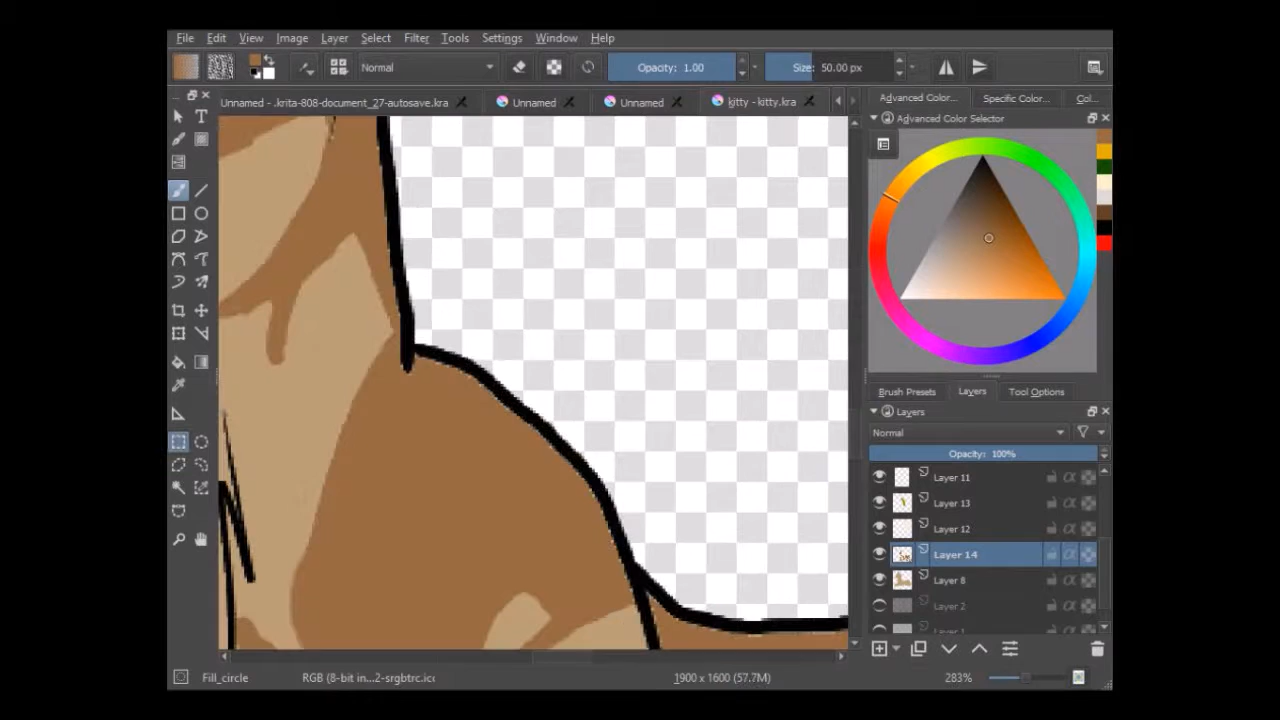 File Edit View Image Layer Select Filter Tools Settings Window Help
Normal Opacity: 1.00 Size: 50.00 px
Unnamed - .krita-808-document_27-autosave.kra Unnamed Unnamed kitty - kitty.kra Advanced Color... Specific Color... Col...
Advanced Color Selector
Brush Presets Layers Tool Options
Layers
Normal
Opacity: 100%
Layer 11
Layer 13
Layer 12
Layer 14
Layer 8
Layer 2
Fill_circle RGB (8-bit in...2-srgbtrc.icc 1900 x 1600 (57.7M) 283%